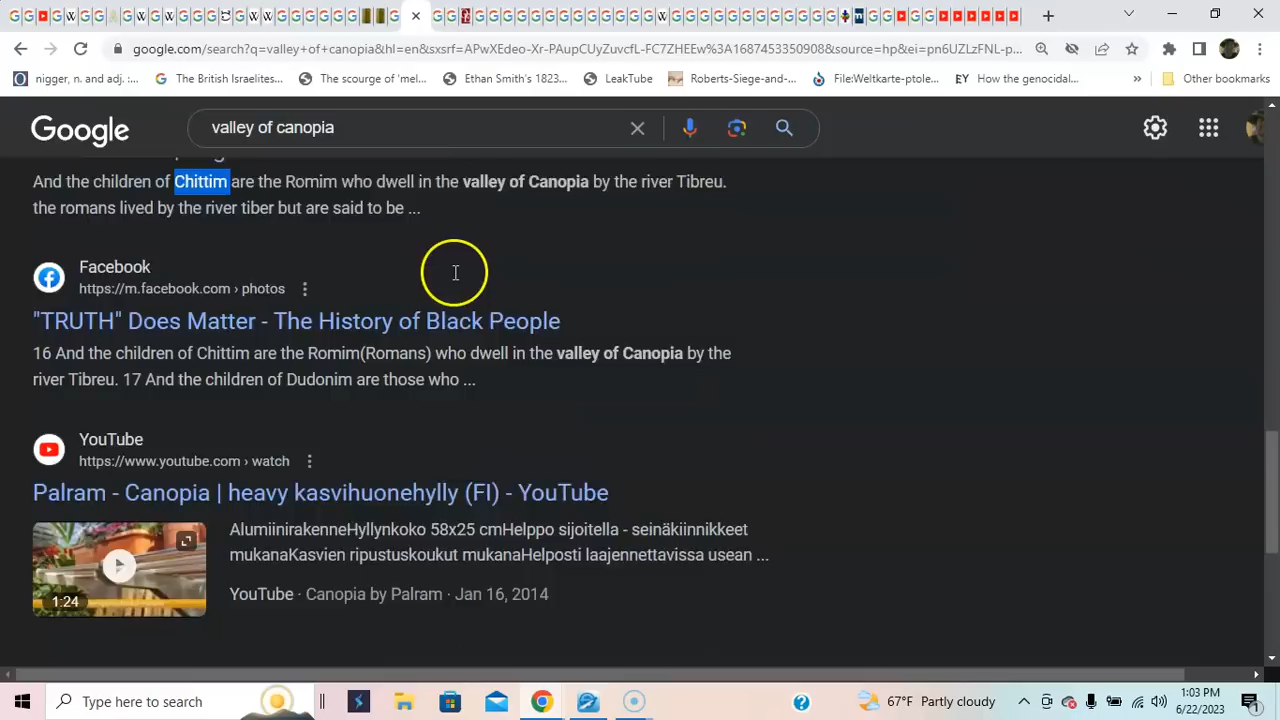 google.com/search?q=valley+of+canopia&hl=en&sxsrf=APwXEdeo-Xr-PAupCUyZuvcfL-FC7ZHEEw%3A1687453350908&source=hp&ei=pn6UZLzFNL-p...
nigger, n. and adj. :... The British Israelites... The scourge of 'mel... Ethan Smith's 1823... LeakTube Roberts-Siege-and-... File:Weltkarte-ptole... EY How the genocidal... » Other bookmarks
Google valley of canopia
And the children of Chittim are the Romim who dwell in the valley of Canopia by the river Tibreu.
the romans lived by the river tiber but are said to be ...
Facebook
https://m.facebook.com › photos
"TRUTH" Does Matter - The History of Black People
16 And the children of Chittim are the Romim(Romans) who dwell in the valley of Canopia by the
river Tibreu. 17 And the children of Dudonim are those who ...
YouTube
https://www.youtube.com › watch
Palram - Canopia | heavy kasvihuonehylly (FI) - YouTube
AlumiinirakenneHyllynkoko 58x25 cmHelppo sijoitella - seinäkiinnikkeet
mukanaKasvien ripustuskoukut mukanaHelposti laajennettavissa usean ...
1:24
YouTube · Canopia by Palram · Jan 16, 2014
Type here to search
67°F Partly cloudy
1:03 PM
6/22/2023